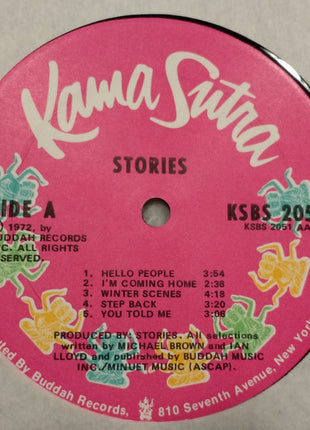 Kama Sutra
STORIES
IDE A
KSBS 205
1972, by
KSBS 2051 AA
UDDAH RECORDS
C. ALL RIGHTS
SERVED.
1 HELLO PEOPLE 3:54
2. I'M COMING HOME 2:38
3. WINTER SCENES 4:18
4 STEP BACK 3:20
5 YOU TOLD ME 3:06
PRODUCED BY: STORIES. All selections
written by MICHAEL BROWN and IAN
LLOYD and published by BUDDAH MUSIC
INC./MINUET MUSIC (ASCAP).
ted By Buddah Records, 810 Seventh Avenue, New York